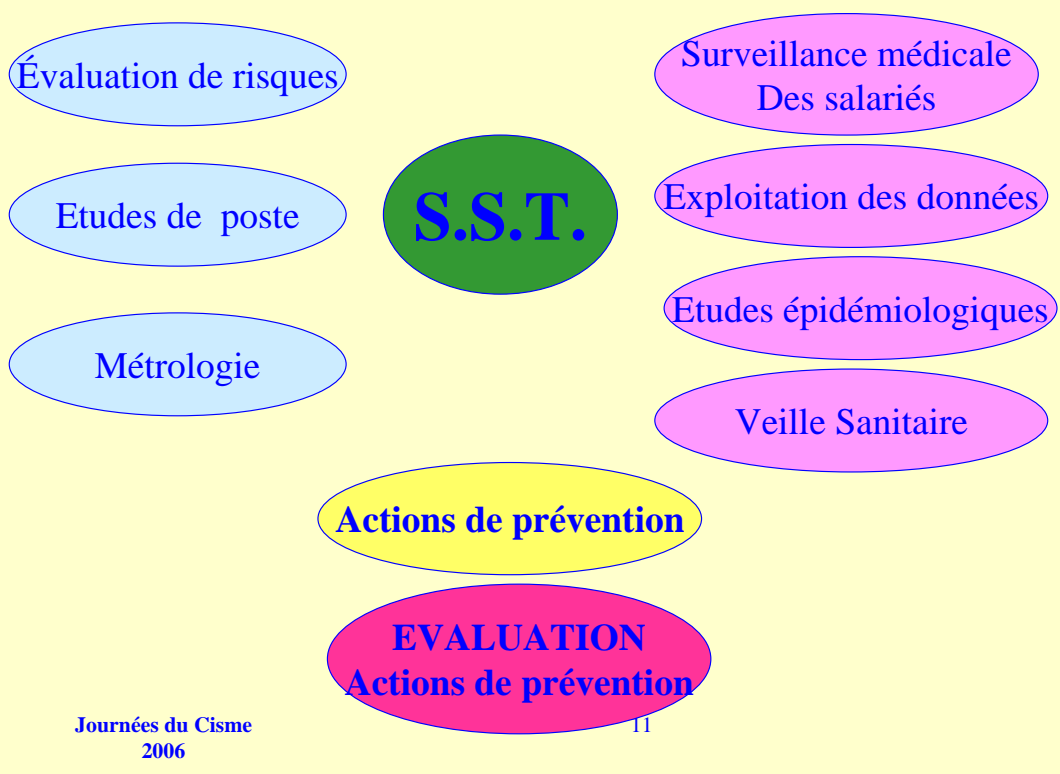 Évaluation de risques
Etudes de poste
Métrologie
S.S.T.
Surveillance médicale
Des salariés
Exploitation des données
Etudes épidémiologiques
Veille Sanitaire
Actions de prévention
EVALUATION
Actions de prévention
Journées du Cisme
2006
11